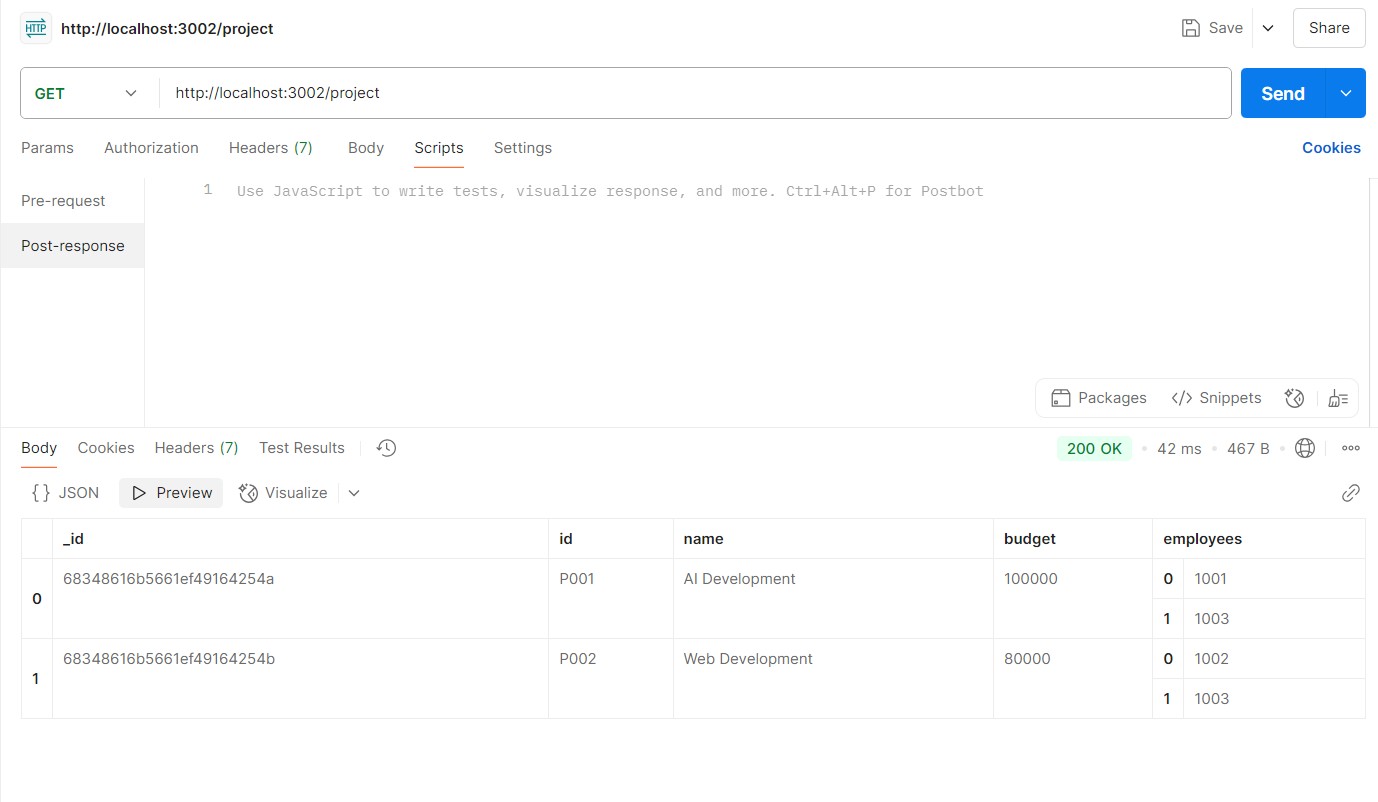 HTTP http://localhost:3002/project Save Share
GET http://localhost:3002/project Send
Params Authorization Headers (7) Body Scripts Settings Cookies
Pre-request
Post-response
1 Use JavaScript to write tests, visualize response, and more. Ctrl+Alt+P for Postbot
Packages </> Snippets
Body Cookies Headers (7) Test Results 200 OK • 42 ms • 467 B •
{} JSON Preview Visualize
_id id name budget employees
0 68348616b5661ef49164254a P001 AI Development 100000 0 1001
1 1003
1 68348616b5661ef49164254b P002 Web Development 80000 0 1002
1 1003